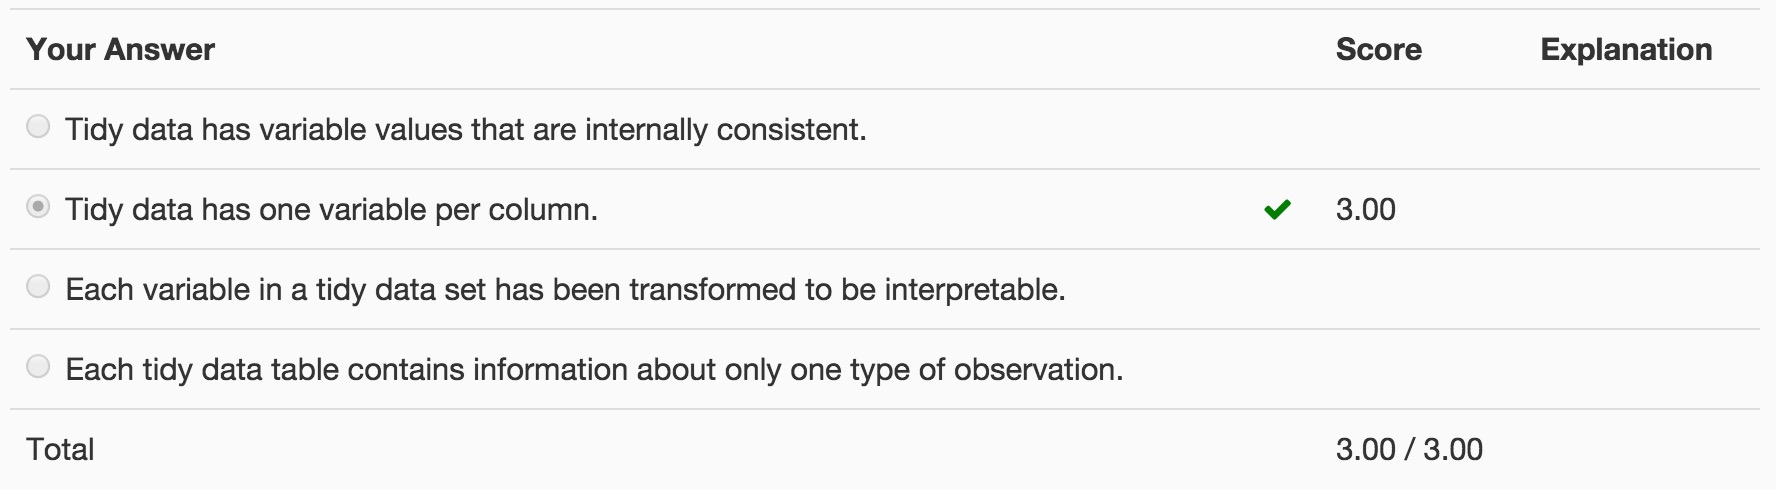 Your Answer Score Explanation
Tidy data has variable values that are internally consistent.
Tidy data has one variable per column. 3.00
Each variable in a tidy data set has been transformed to be interpretable.
Each tidy data table contains information about only one type of observation.
Total 3.00 / 3.00